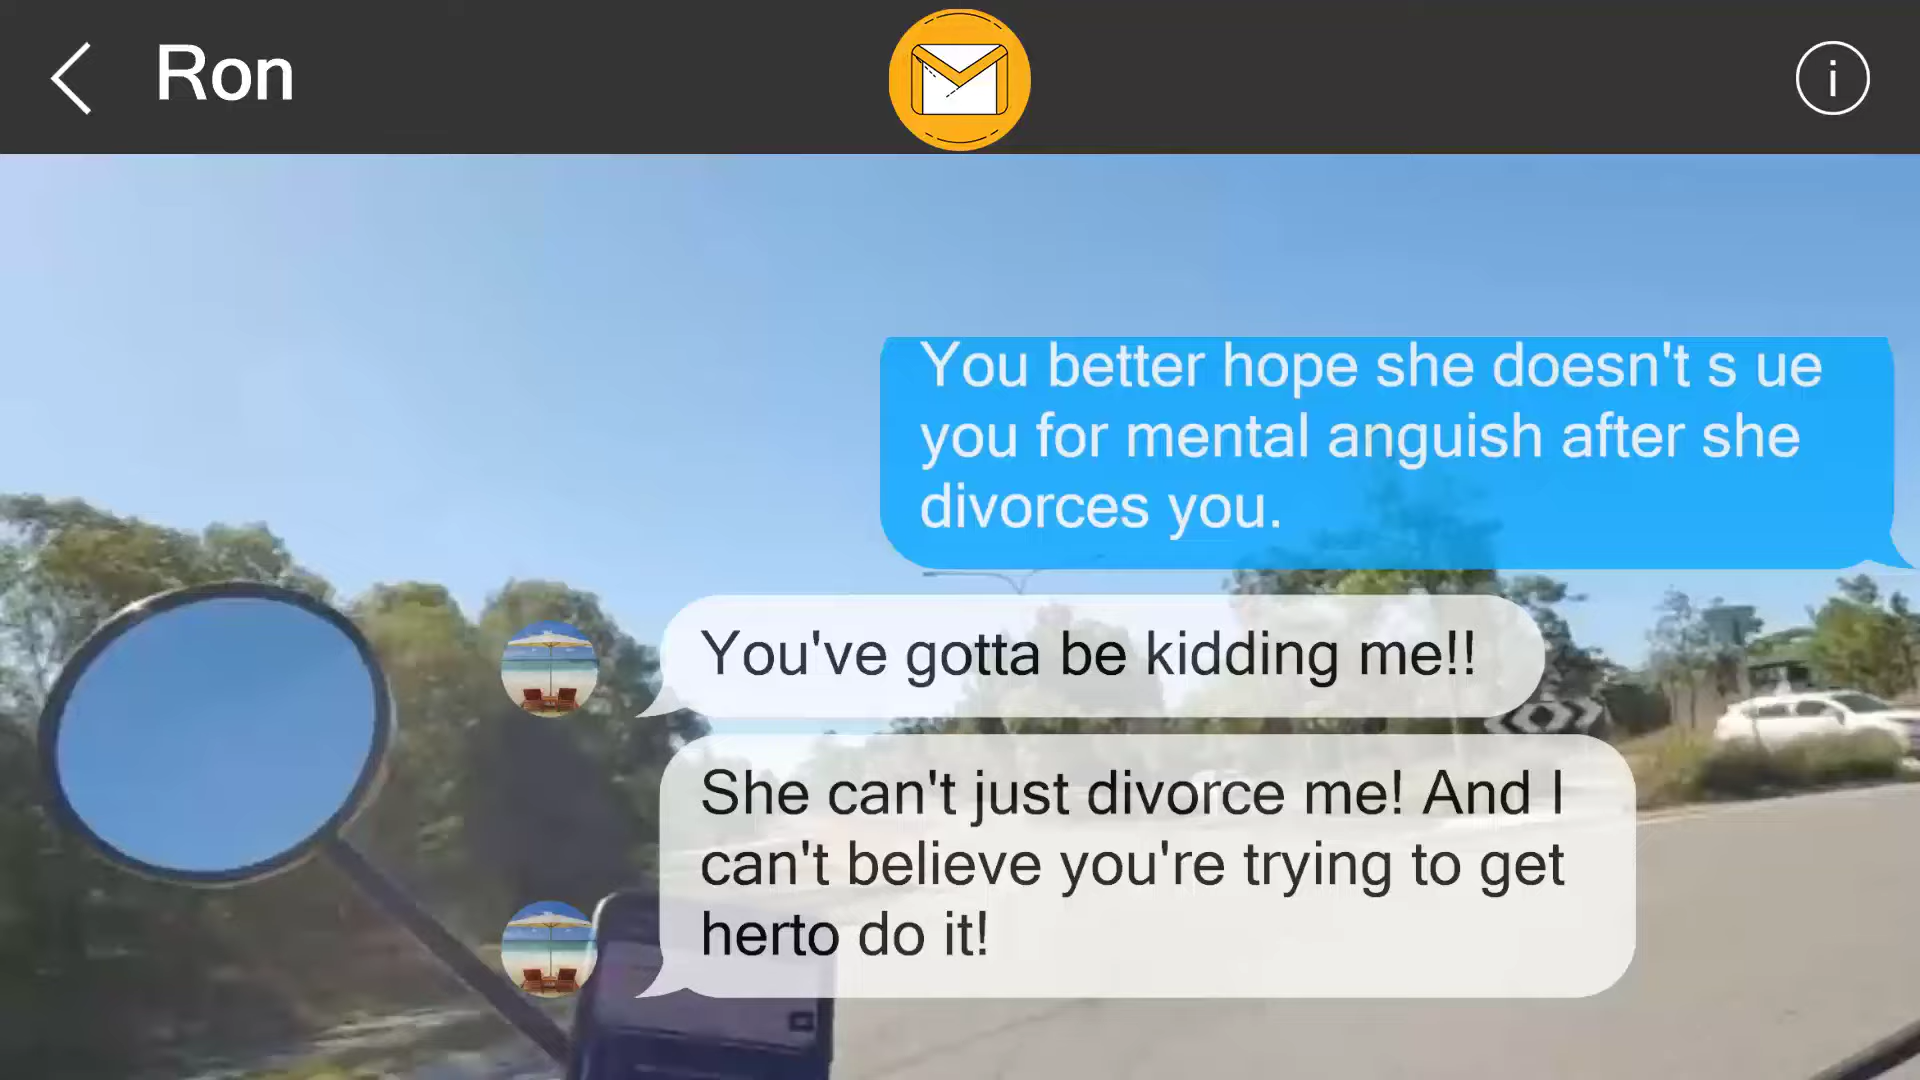 Ron
i
You better hope she doesn't s ue
you for mental anguish after she
divorces you.
You've gotta be kidding me!!
She can't just divorce me! And I
can't believe you're trying to get
herto do it!